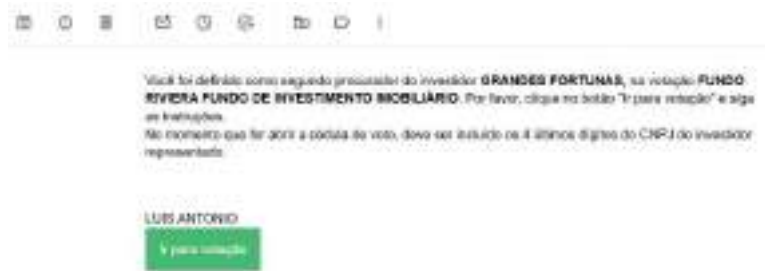 Você foi definido como segundo procurador do investidor GRANDES FORTUNAS, na votação FUNDO
RIVIERA FUNDO DE INVESTIMENTO IMOBILIÁRIO. Por favor, clique no botão "Ir para votação" e siga
as instruções.
No momento que for abrir a cédula de voto, deve ser incluído os 4 últimos dígitos do CNPJ do investidor
representado.
LUIS ANTONIO
Ir para votação